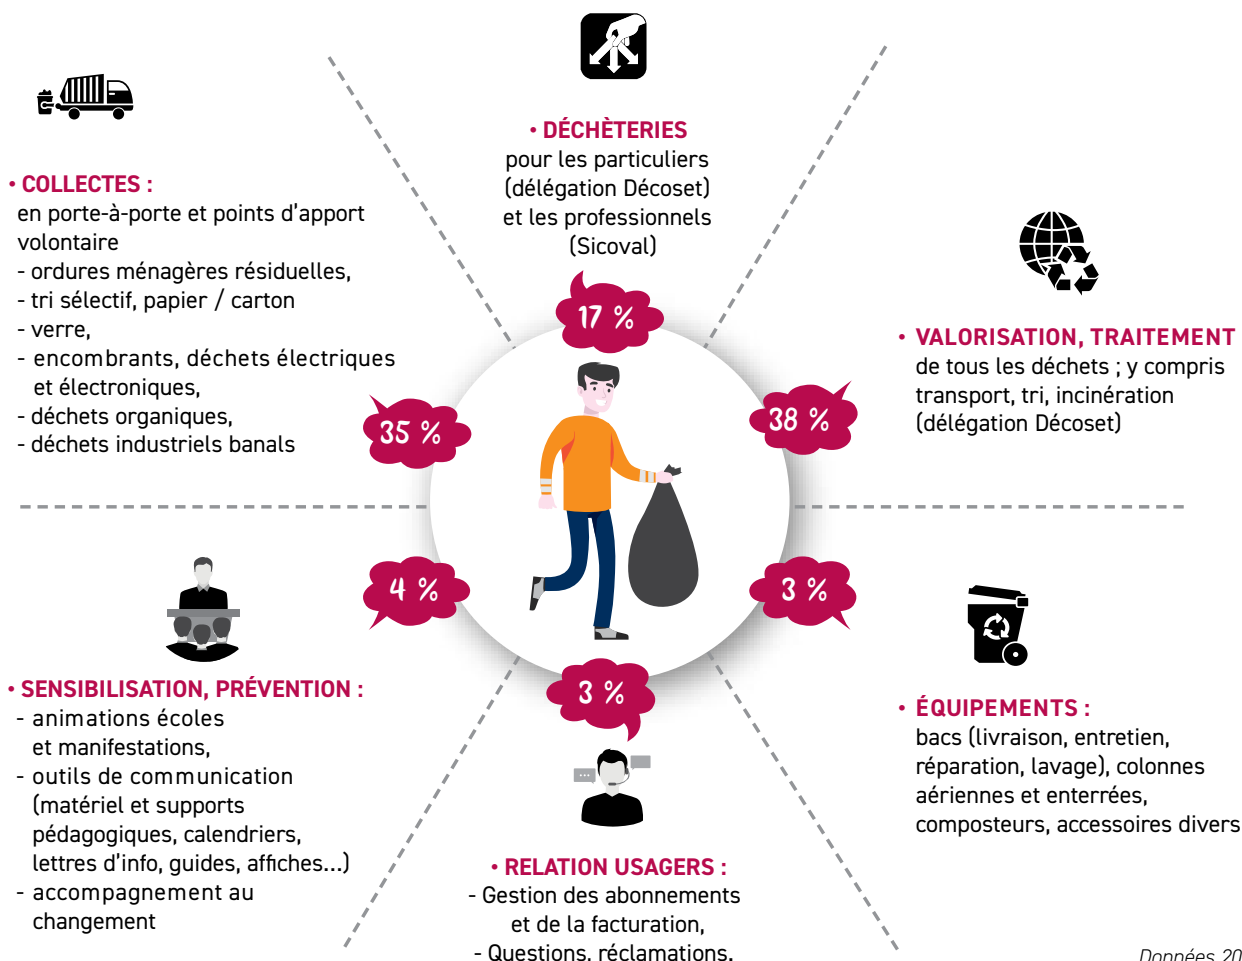 • DÉCHÈTERIES
pour les particuliers
(délégation Décoset)
et les professionnels
(Sicoval)
17 %
• COLLECTES :
en porte-à-porte et points d'apport
volontaire
- ordures ménagères résiduelles,
- tri sélectif, papier / carton
- verre,
- encombrants, déchets électriques
et électroniques,
- déchets organiques,
- déchets industriels banals
35 %
• VALORISATION, TRAITEMENT
de tous les déchets ; y compris
transport, tri, incinération
(délégation Décoset)
38 %
4 %
• SENSIBILISATION, PRÉVENTION :
- animations écoles
et manifestations,
- outils de communication
(matériel et supports
pédagogiques, calendriers,
lettres d'info, guides, affiches...)
- accompagnement au
changement
3 %
• RELATION USAGERS :
- Gestion des abonnements
et de la facturation,
- Questions, réclamations,
3 %
• ÉQUIPEMENTS :
bacs (livraison, entretien,
réparation, lavage), colonnes
aériennes et enterrées,
composteurs, accessoires divers
Données 20